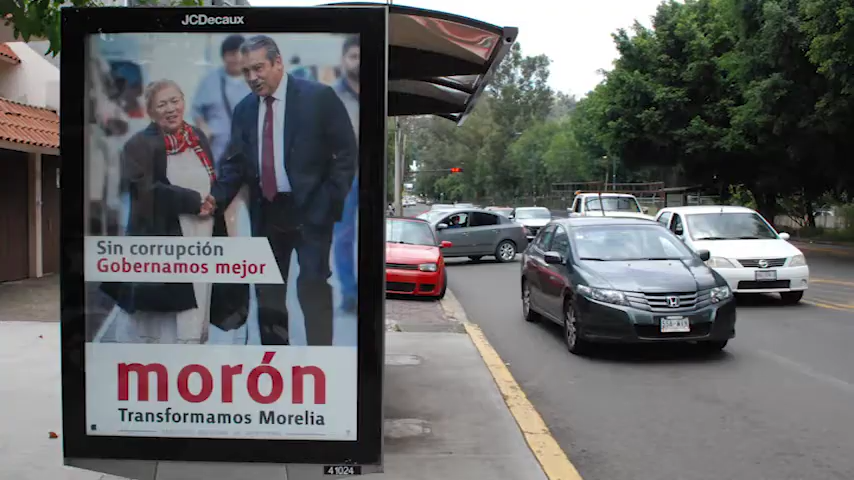 JCDecaux
Sin corrupción
Gobernamos mejor
morón
Transformamos Morelia
41024